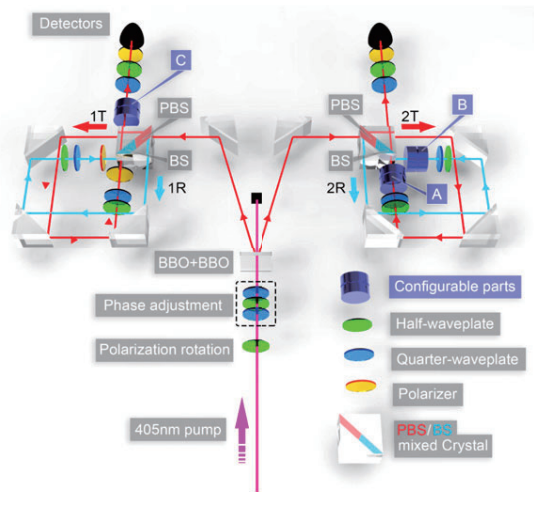 Detectors
C
PBS
1T
BS
1R
PBS
B
2T
BS
A
2R
BBO+BBO
Phase adjustment
Polarization rotation
405nm pump
Configurable parts
Half-waveplate
Quarter-waveplate
Polarizer
PBS/BS
mixed Crystal